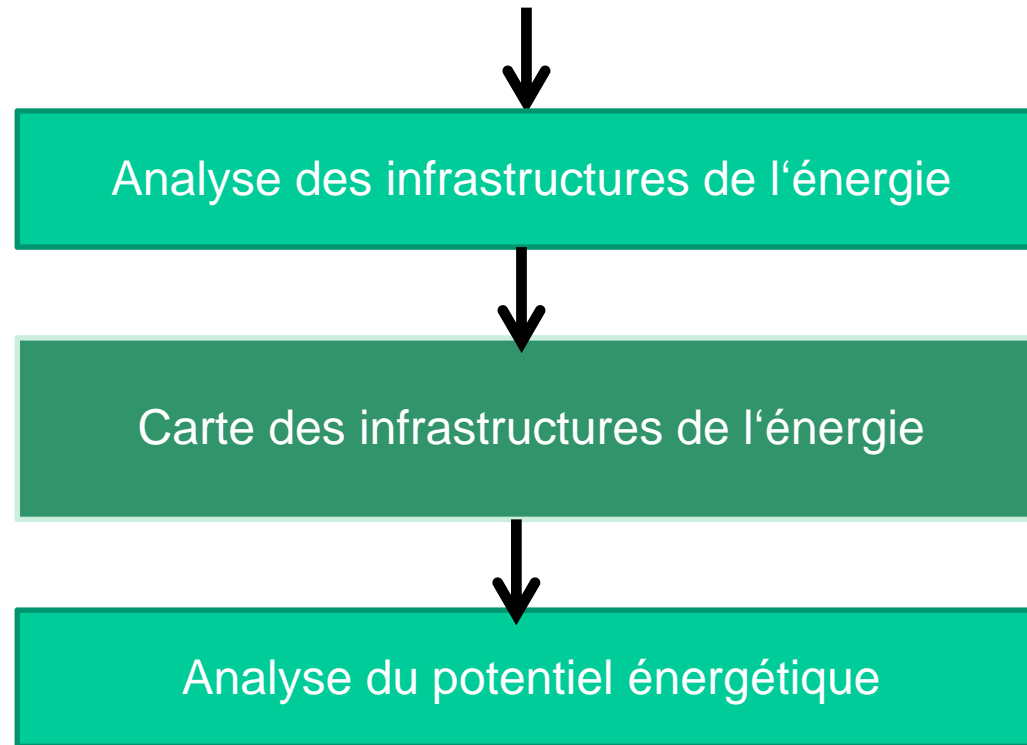 Analyse des infrastructures de l‘énergie
Carte des infrastructures de l‘énergie
Analyse du potentiel énergétique